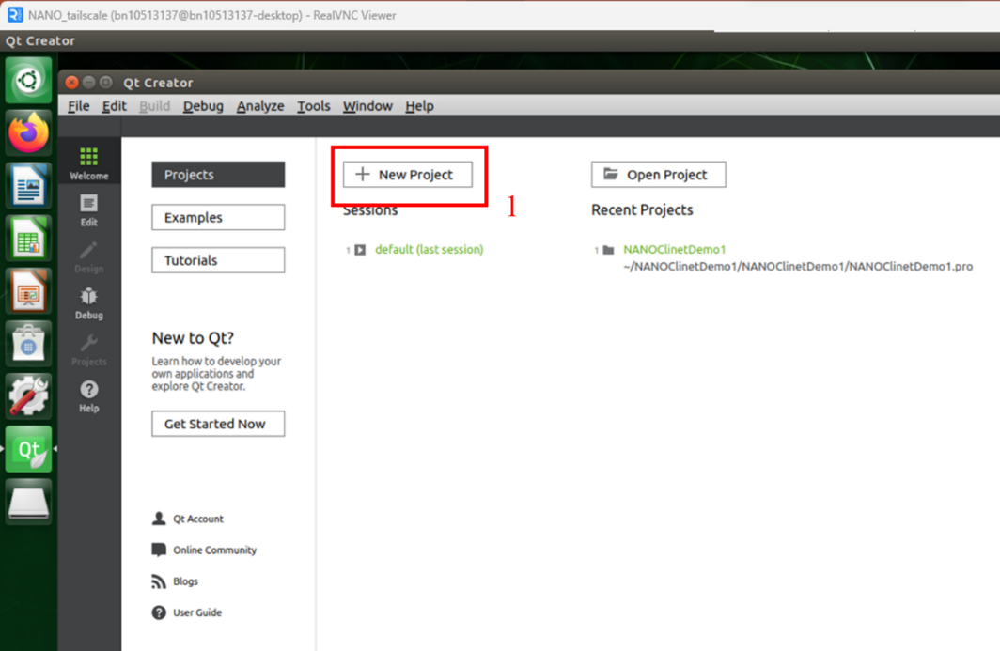 NANO_tailscale (bn10513137@bn10513137-desktop) - RealVNC Viewer
Qt Creator
Qt Creator
File Edit Build Debug Analyze Tools Window Help
Welcome
Edit
Design
Debug
Projects
Help
Projects
Examples
Tutorials
New to Qt?
Learn how to develop your
own applications and
explore Qt Creator.
Get Started Now
Qt Account
Online Community
Blogs
User Guide
+ New Project
1
Sessions
1 default (last session)
Open Project
Recent Projects
1 NANOClinetDemo1
~/NANOClinetDemo1/NANOClinetDemo1/NANOClinetDemo1.pro
Qt